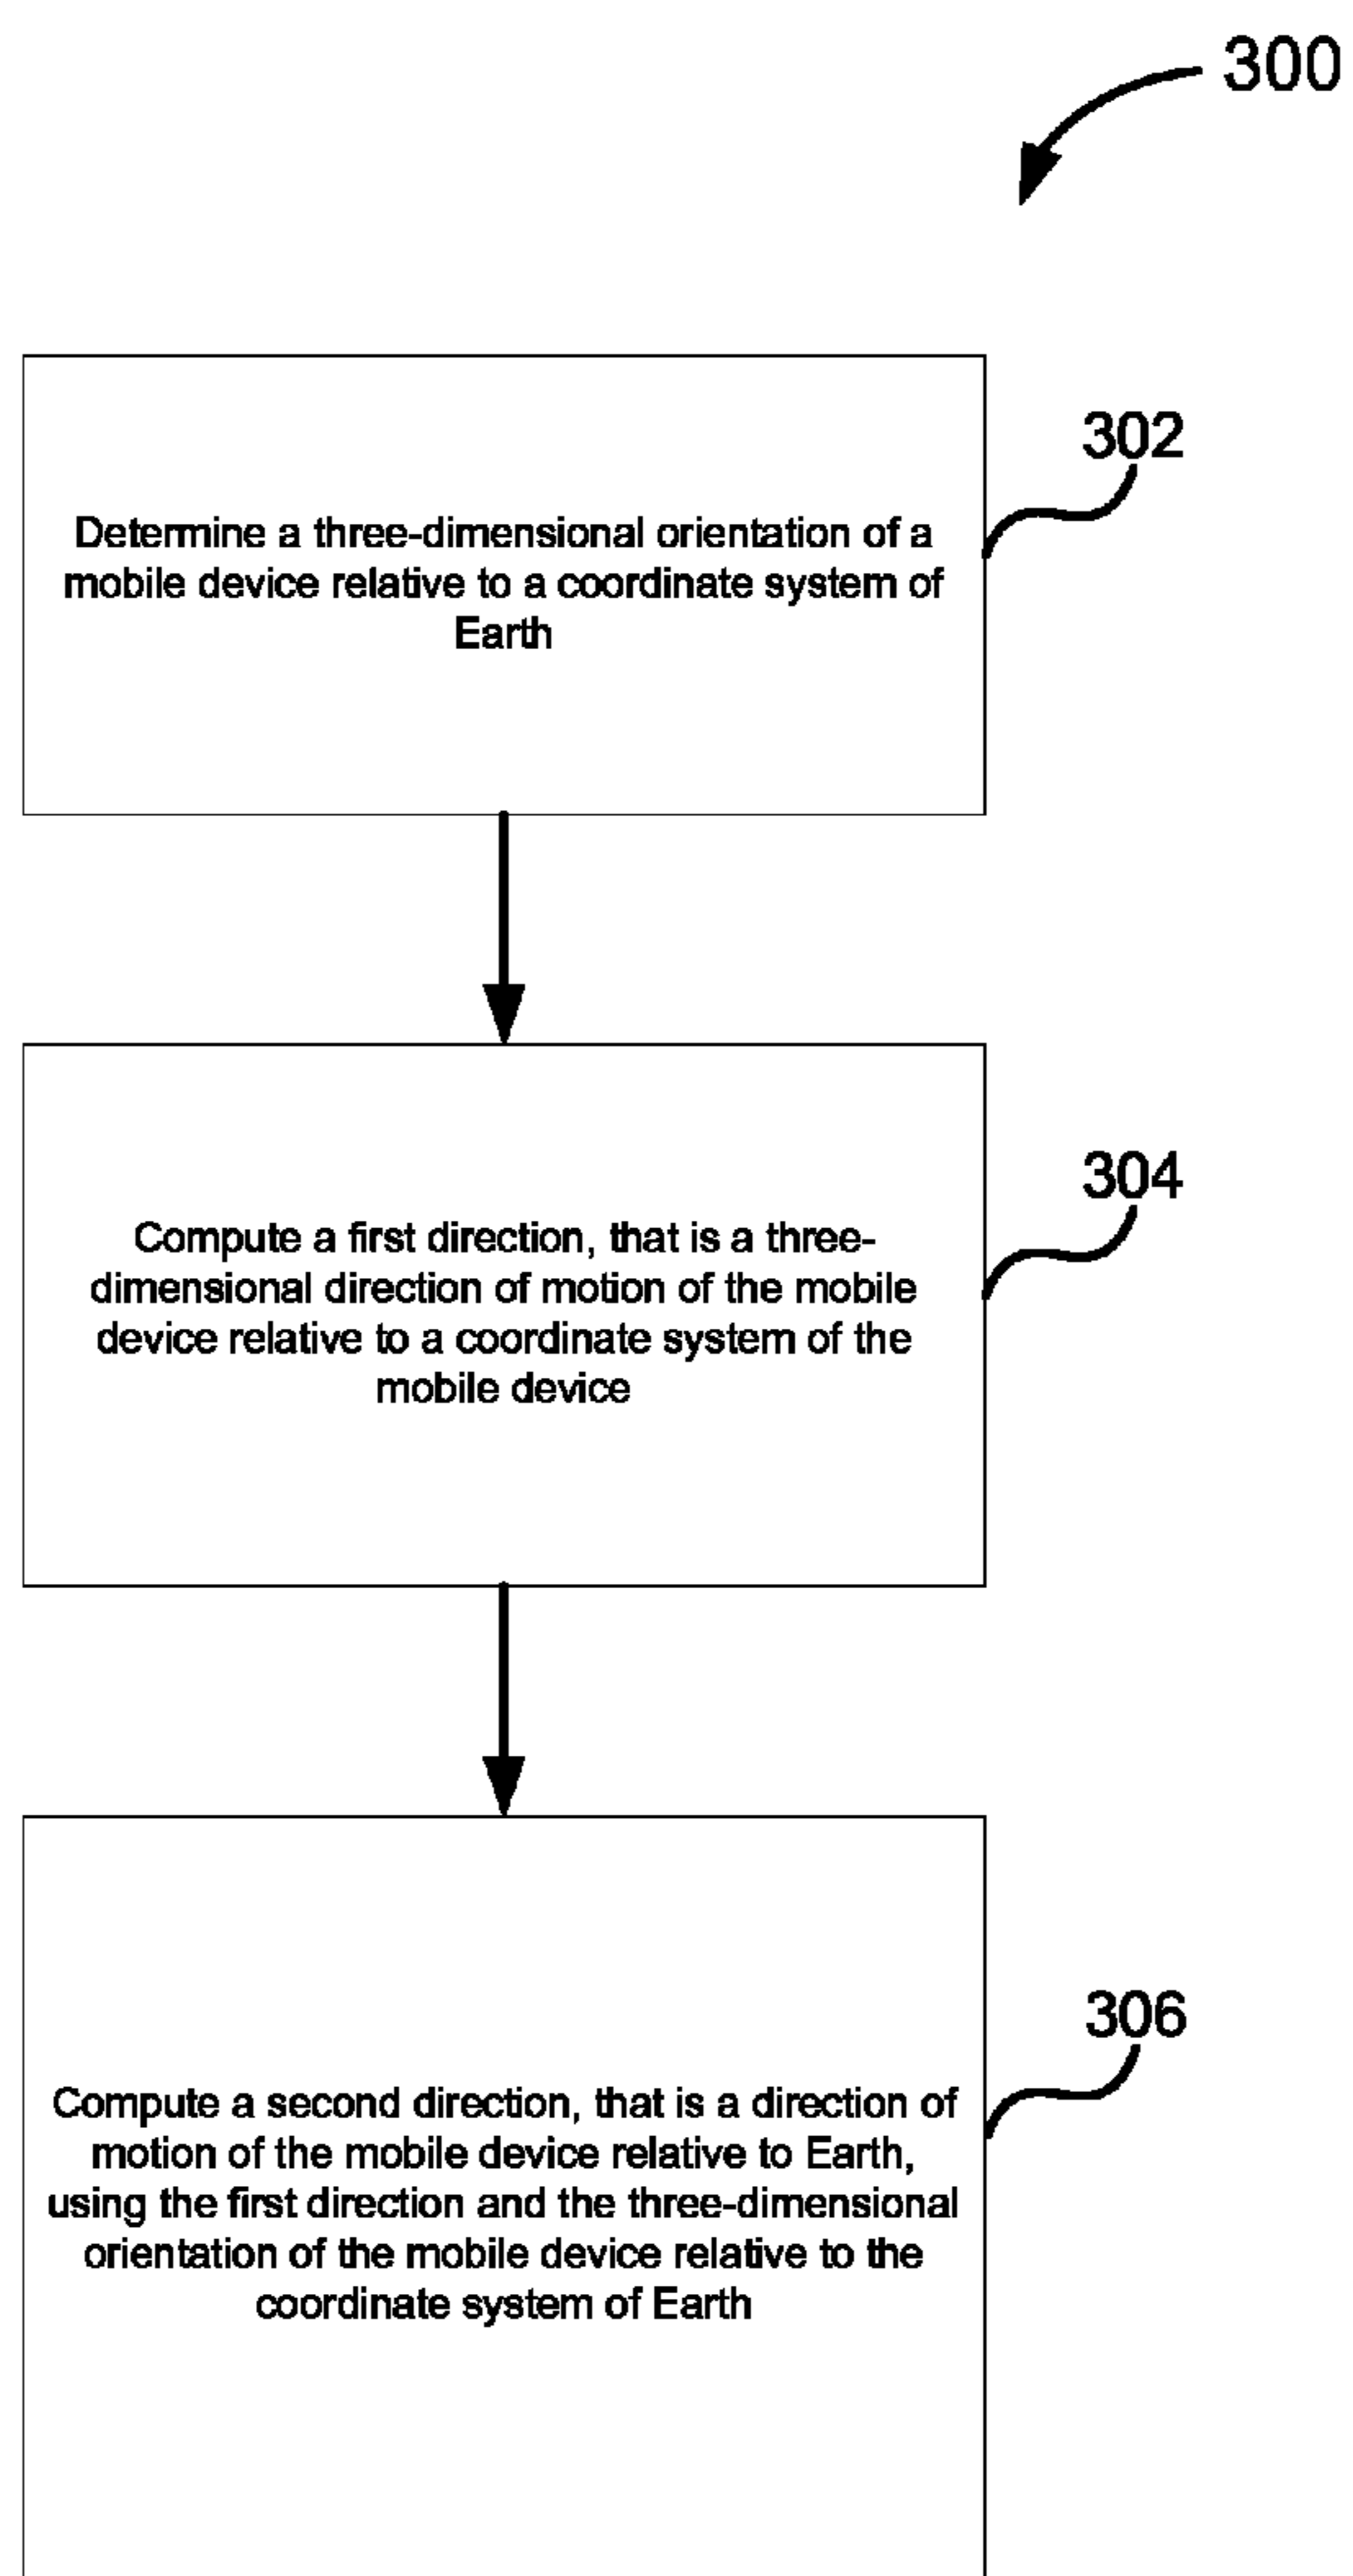 300
302
Determine a three-dimensional orientation of a
mobile device relative to a coordinate system of
Earth
304
Compute a first direction, that is a three-
dimensional direction of motion of the mobile
device relative to a coordinate system of the
mobile device
306
Compute a second direction, that is a direction of
motion of the mobile device relative to Earth,
using the first direction and the three-dimensional
orientation of the mobile device relative to the
coordinate system of Earth